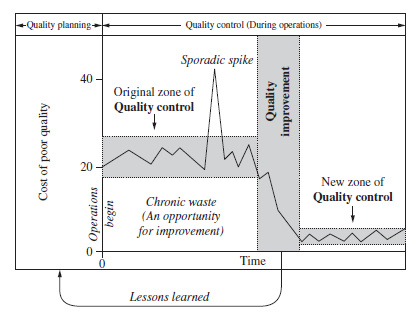 Quality planning
Quality control (During operations)
Sporadic spike
40
Original zone of
Quality control
Quality
improvement
Cost of poor quality
20
New zone of
Quality control
Operations
begin
Chronic waste
(An opportunity
for improvement)
0
0
Time
Lessons learned